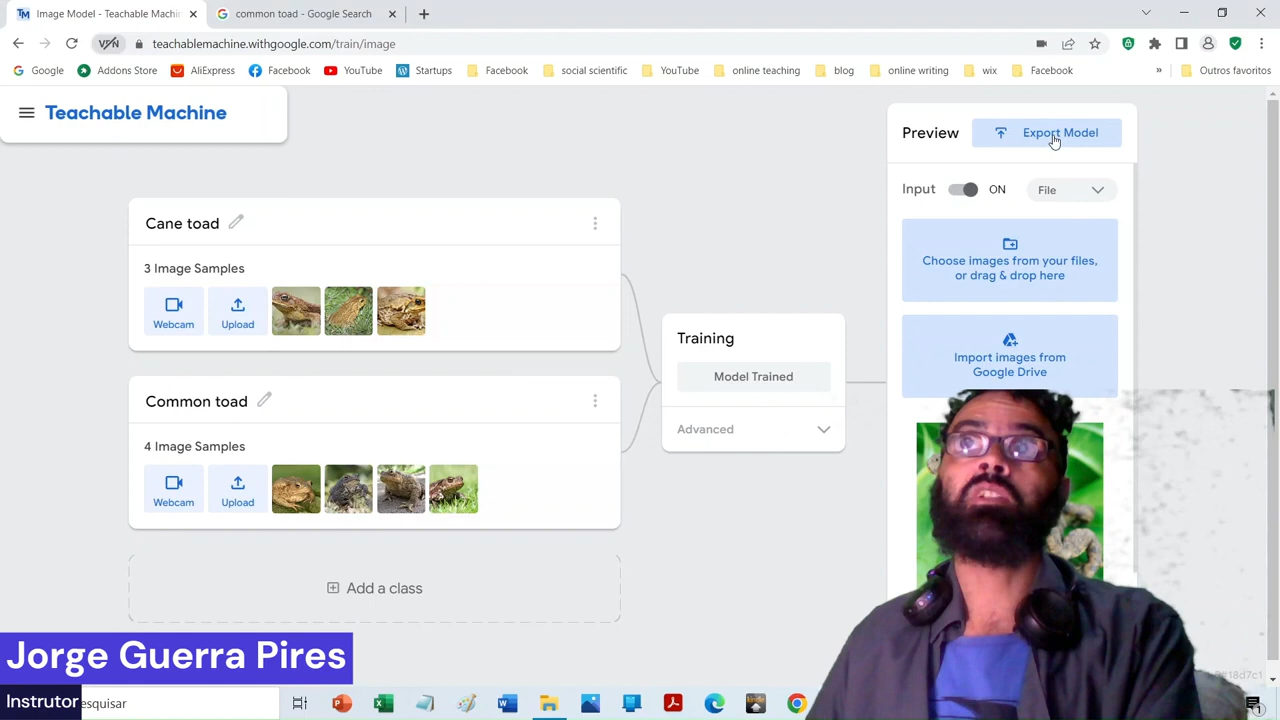 Image Model - Teachable Machin
common toad - Google Search
VPN
teachablemachine.withgoogle.com/train/image
Google
Addons Store
AliExpress
Facebook
YouTube
Startups
Facebook
social scientific
YouTube
online teaching
blog
online writing
wix
Facebook
»
Outros favoritos
Teachable Machine
Preview
Export Model
Input
ON
File
Choose images from your files,
or drag & drop here
Import images from
Google Drive
Cane toad
3 Image Samples
Webcam
Upload
Training
Model Trained
Advanced
Common toad
4 Image Samples
Webcam
Upload
Add a class
Jorge Guerra Pires
Instrutor
esquisar
1